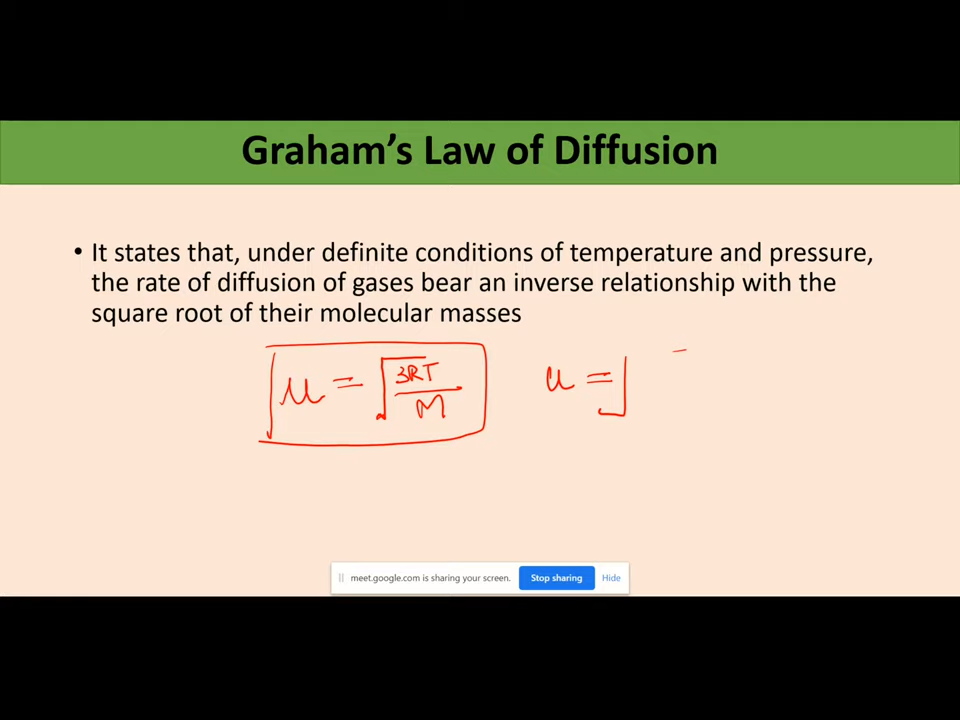 Graham's Law of Diffusion
• It states that, under definite conditions of temperature and pressure,
the rate of diffusion of gases bear an inverse relationship with the
square root of their molecular masses
u = √(3RT/M) u = √
meet.google.com is sharing your screen. Stop sharing Hide